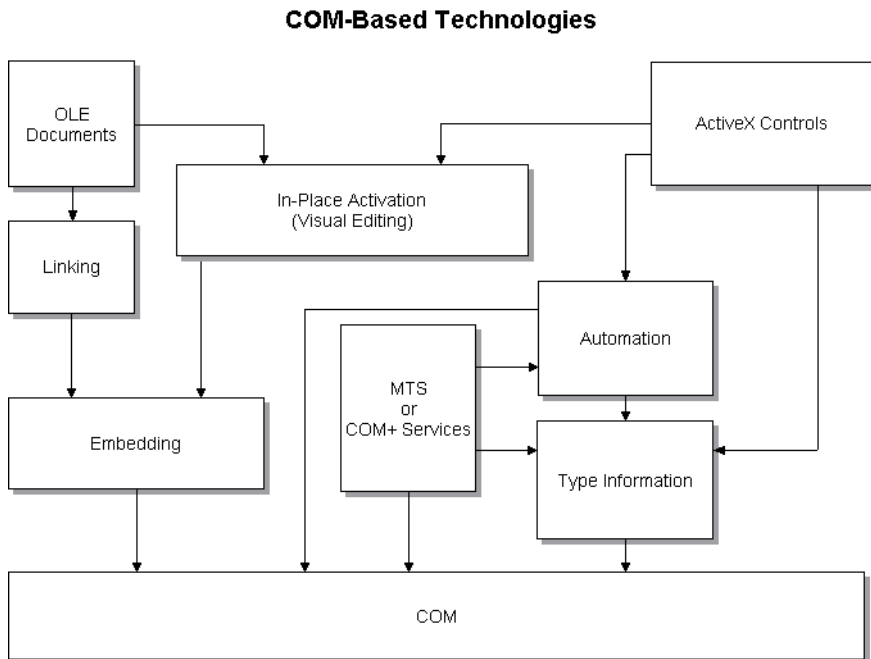 COM-Based Technologies
OLE
Documents
ActiveX Controls
In-Place Activation
(Visual Editing)
Linking
Automation
MTS
or
COM+ Services
Embedding
Type Information
COM